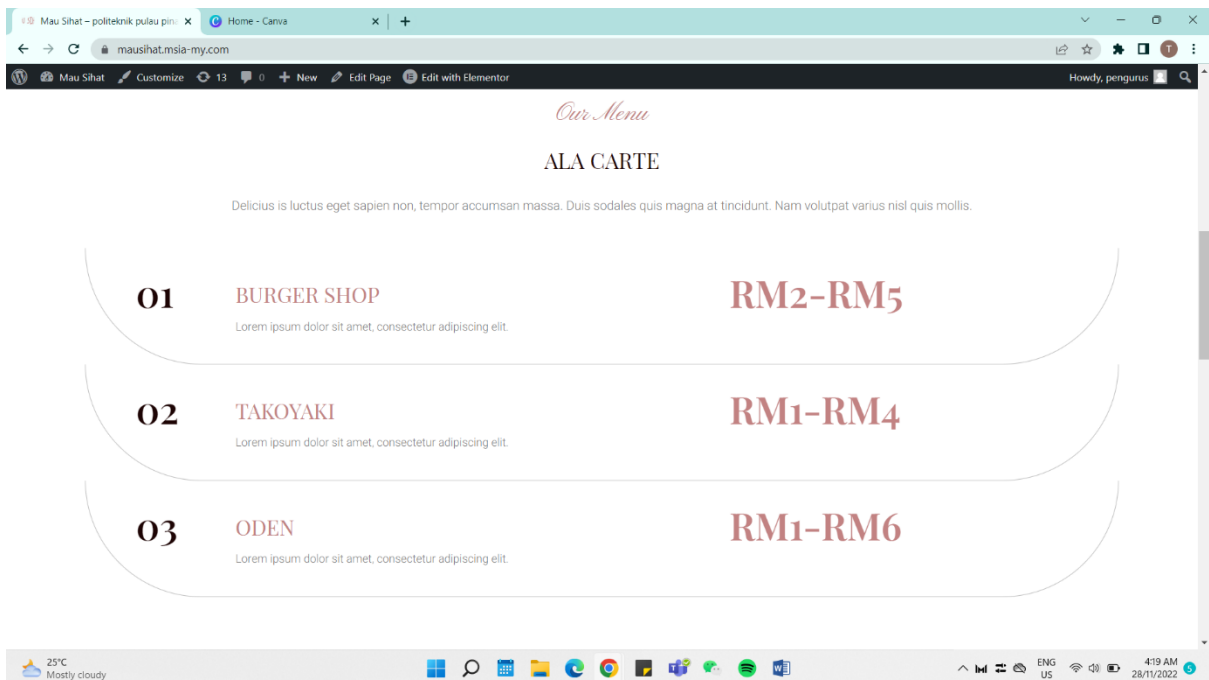 Mau Sihat – politeknik pulau pina
Home - Canva
mausihat.msia-my.com
T
Mau Sihat Customize 13 0 New Edit Page Edit with Elementor
Howdy, pengurus
Our Menu
ALA CARTE
Delicius is luctus eget sapien non, tempor accumsan massa. Duis sodales quis magna at tincidunt. Nam volutpat varius nisl quis mollis.
01 BURGER SHOP RM2-RM5
Lorem ipsum dolor sit amet, consectetur adipiscing elit.
02 TAKOYAKI RM1-RM4
Lorem ipsum dolor sit amet, consectetur adipiscing elit.
03 ODEN RM1-RM6
Lorem ipsum dolor sit amet, consectetur adipiscing elit.
25°C
Mostly cloudy
ENG
US
4:19 AM
28/11/2022
5